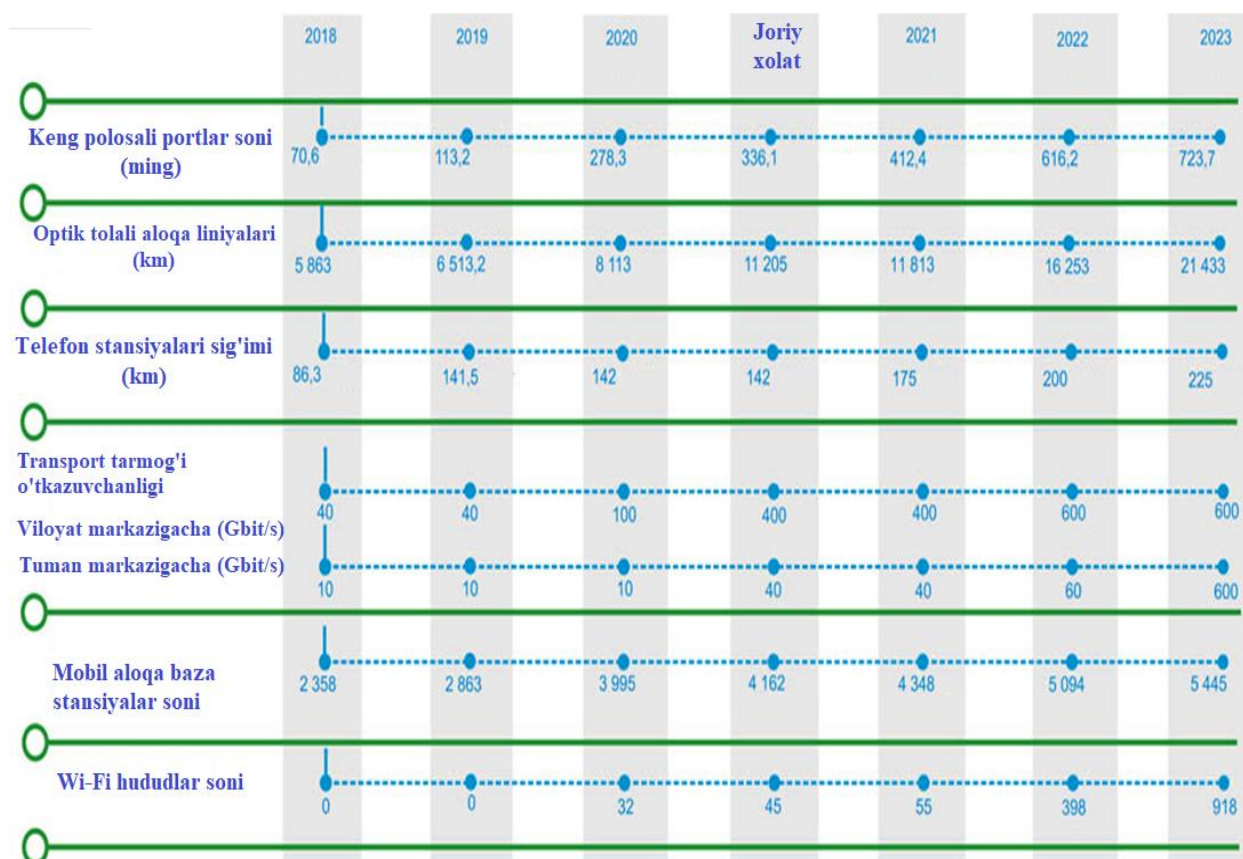 2018 2019 2020 Joriy xolat 2021 2022 2023
Keng polosali portlar soni
(ming)
70,6 113,2 278,3 336,1 412,4 616,2 723,7
Optik tolali aloqa liniyalari
(km)
5 863 6 513,2 8 113 11 205 11 813 16 253 21 433
Telefon stansiyalari sig'imi
(km)
86,3 141,5 142 142 175 200 225
Transport tarmog'i
o'tkazuvchanligi
40 40 100 400 400 600 600
Viloyat markazigacha (Gbit/s)
Tuman markazigacha (Gbit/s)
10 10 10 40 40 60 600
Mobil aloqa baza
stansiyalar soni
2 358 2 863 3 995 4 162 4 348 5 094 5 445
Wi-Fi hududlar soni
0 0 32 45 55 398 918